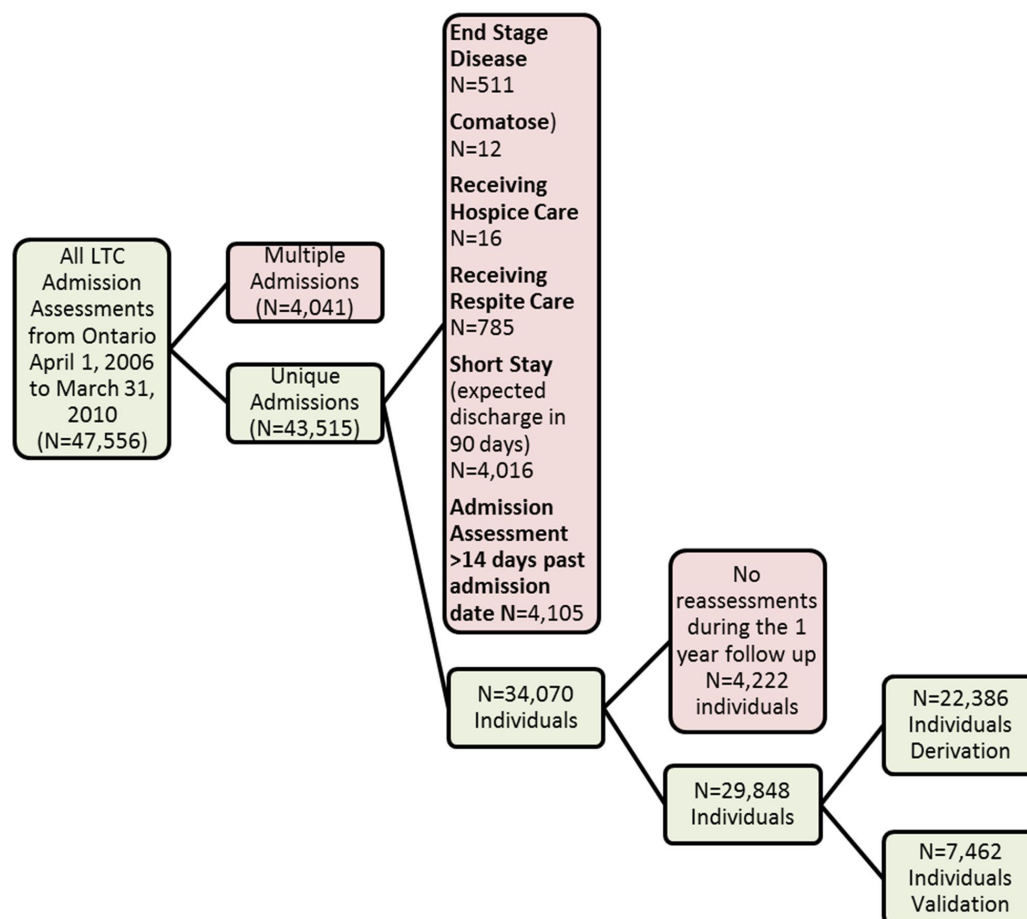 All LTC
Admission
Assessments
from Ontario
April 1, 2006
to March 31,
2010
(N=47,556)
Multiple
Admissions
(N=4,041)
Unique
Admissions
(N=43,515)
End Stage
Disease
N=511
Comatose)
N=12
Receiving
Hospice Care
N=16
Receiving
Respite Care
N=785
Short Stay
(expected
discharge in
90 days)
N=4,016
Admission
Assessment
>14 days past
admission
date N=4,105
N=34,070
Individuals
No
reassessments
during the 1
year follow up
N=4,222
individuals
N=29,848
Individuals
N=22,386
Individuals
Derivation
N=7,462
Individuals
Validation